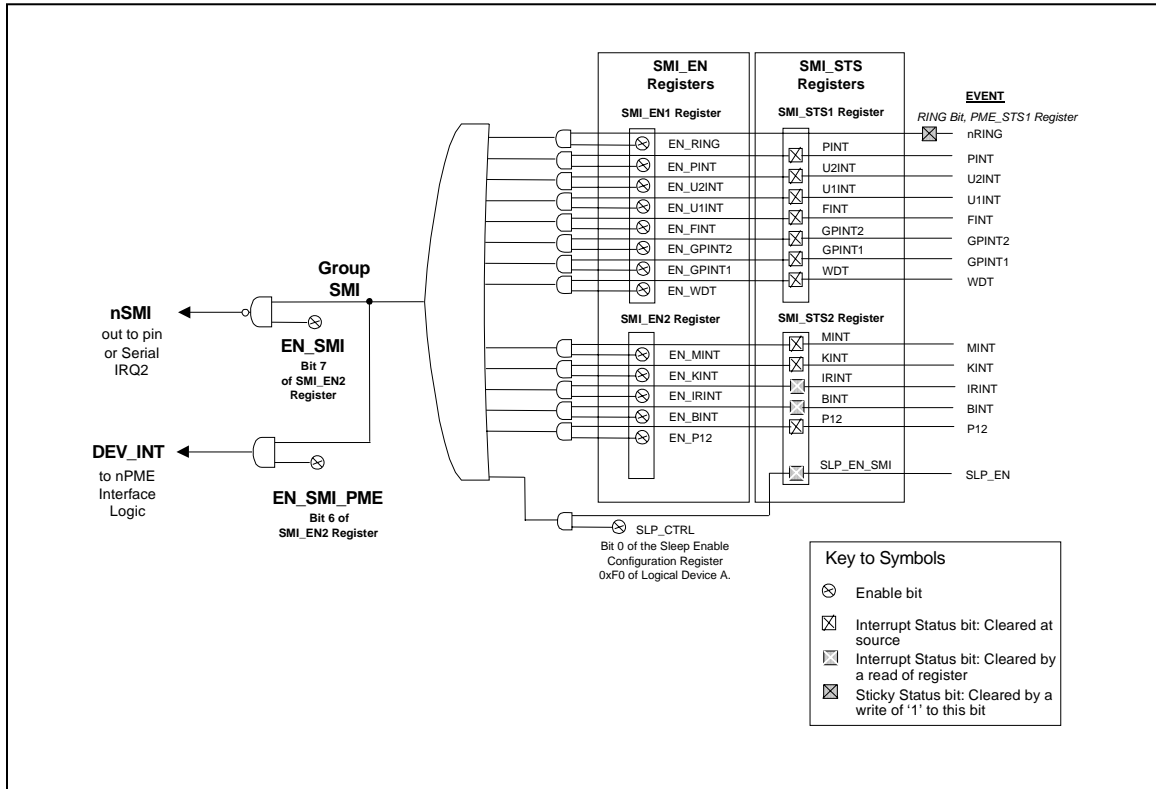 SMI_EN
Registers
SMI_STS
Registers
EVENT
SMI_EN1 Register
SMI_STS1 Register
RING Bit, PME_STS1 Register
nRING
EN_RING
PINT
PINT
EN_PINT
U2INT
U2INT
EN_U2INT
U1INT
U1INT
EN_U1INT
FINT
FINT
EN_FINT
GPINT2
GPINT2
EN_GPINT2
GPINT1
GPINT1
EN_GPINT1
WDT
WDT
EN_WDT
Group
SMI
nSMI
out to pin
or Serial
IRQ2
EN_SMI
Bit 7
of SMI_EN2
Register
SMI_EN2 Register
SMI_STS2 Register
MINT
MINT
EN_MINT
KINT
KINT
EN_KINT
IRINT
IRINT
EN_IRINT
BINT
BINT
EN_BINT
P12
P12
EN_P12
DEV_INT
to nPME
Interface
Logic
EN_SMI_PME
Bit 6 of
SMI_EN2 Register
SLP_EN_SMI
SLP_EN
SLP_CTRL
Bit 0 of the Sleep Enable
Configuration Register
0xF0 of Logical Device A.
Key to Symbols
Enable bit
Interrupt Status bit: Cleared at
source
Interrupt Status bit: Cleared by
a read of register
Sticky Status bit: Cleared by a
write of '1' to this bit